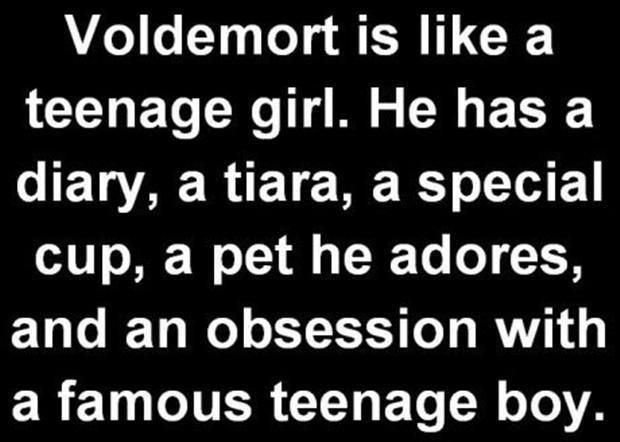 Voldemort is like a
teenage girl. He has a
diary, a tiara, a special
cup, a pet he adores,
and an obsession with
a famous teenage boy.